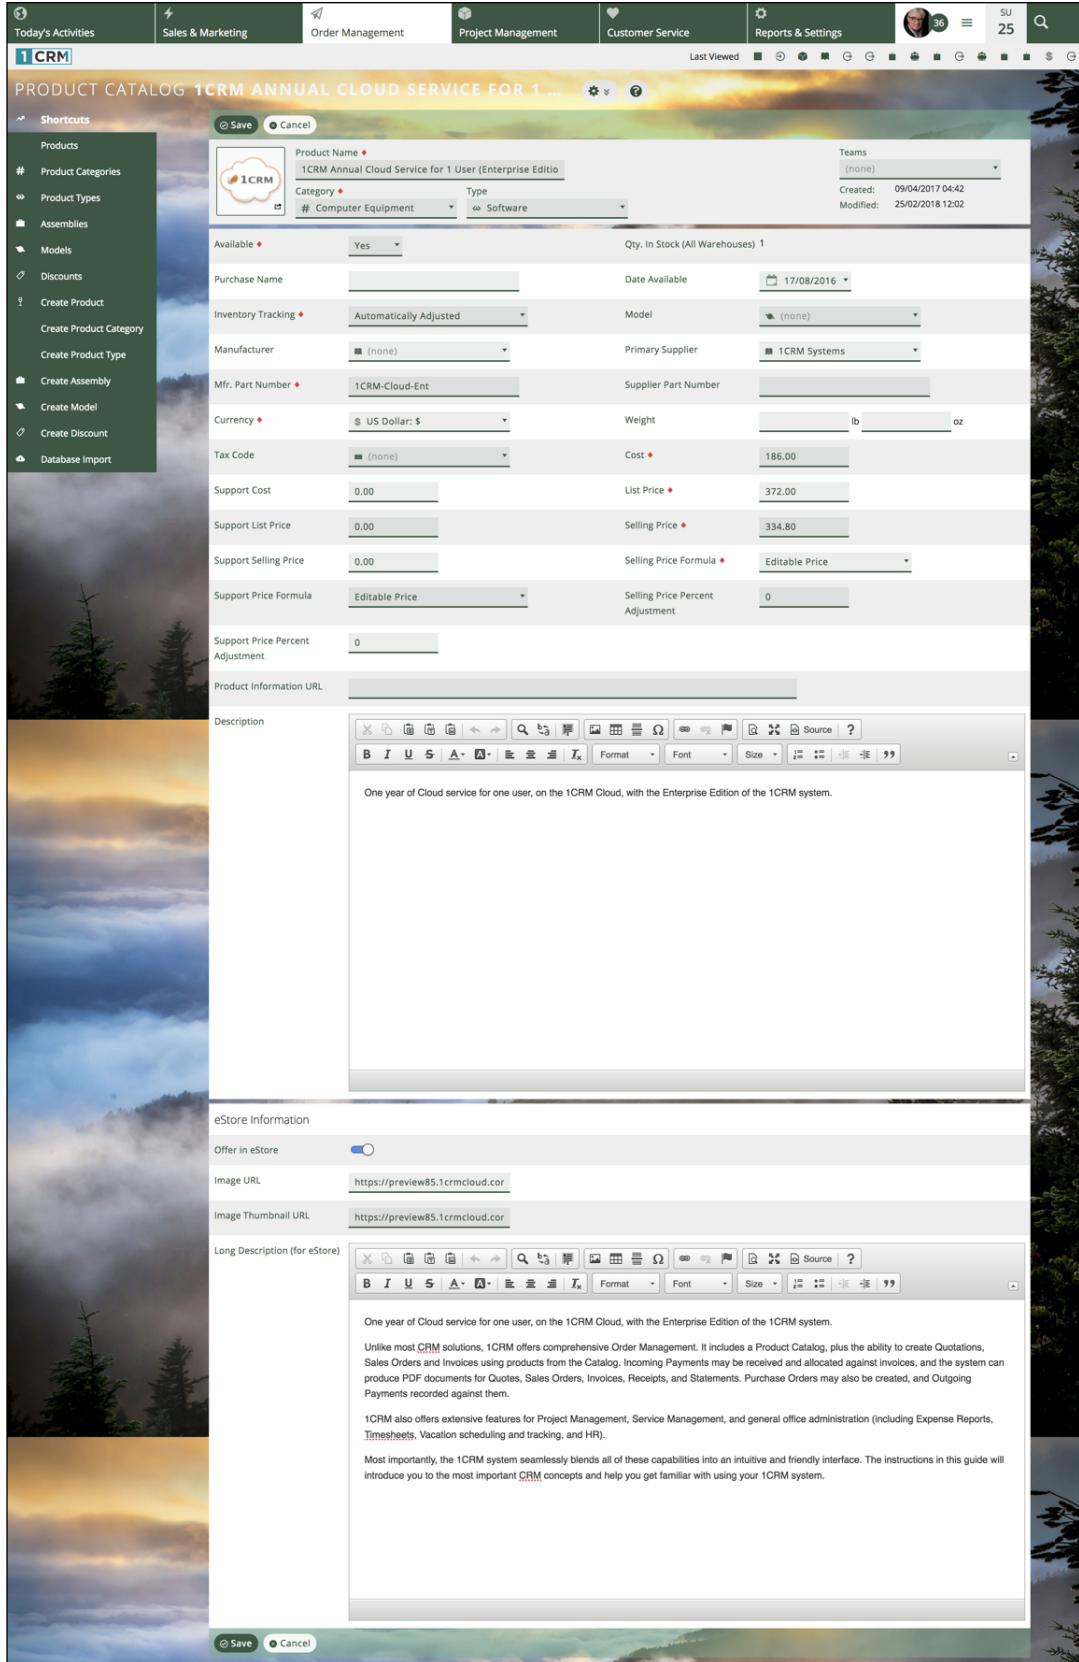 Today's Activities
Sales & Marketing
Order Management
Project Management
Customer Service
Reports & Settings
36
SU
25
1 CRM
Last Viewed
PRODUCT CATALOG 1CRM ANNUAL CLOUD SERVICE FOR 1 ...
Shortcuts
Products
Product Categories
Product Types
Assemblies
Models
Discounts
Create Product
Create Product Category
Create Product Type
Create Assembly
Create Model
Create Discount
Database Import
Save Cancel
1CRM
Product Name
1CRM Annual Cloud Service for 1 User (Enterprise Editio
Category Type
# Computer Equipment Software
Teams
(none)
Created: 09/04/2017 04:42
Modified: 25/02/2018 12:02
Available Yes Qty. In Stock (All Warehouses) 1
Purchase Name Date Available 17/08/2016
Inventory Tracking Automatically Adjusted Model (none)
Manufacturer (none) Primary Supplier 1CRM Systems
Mfr. Part Number 1CRM-Cloud-Ent Supplier Part Number
Currency $ US Dollar: $ Weight lb oz
Tax Code (none) Cost 186.00
Support Cost 0.00 List Price 372.00
Support List Price 0.00 Selling Price 334.80
Support Selling Price 0.00 Selling Price Formula Editable Price
Support Price Formula Editable Price Selling Price Percent Adjustment 0
Support Price Percent Adjustment 0
Product Information URL
Description
Source ?
B I U S A A Ix Format Font Size
One year of Cloud service for one user, on the 1CRM Cloud, with the Enterprise Edition of the 1CRM system.
eStore Information
Offer in eStore
Image URL https://preview85.1crmcloud.cor
Image Thumbnail URL https://preview85.1crmcloud.cor
Long Description (for eStore)
Source ?
B I U S A A Ix Format Font Size
One year of Cloud service for one user, on the 1CRM Cloud, with the Enterprise Edition of the 1CRM system.
Unlike most CRM solutions, 1CRM offers comprehensive Order Management. It includes a Product Catalog, plus the ability to create Quotations,
Sales Orders and Invoices using products from the Catalog. Incoming Payments may be received and allocated against invoices, and the system can
produce PDF documents for Quotes, Sales Orders, Invoices, Receipts, and Statements. Purchase Orders may also be created, and Outgoing
Payments recorded against them.
1CRM also offers extensive features for Project Management, Service Management, and general office administration (including Expense Reports,
Timesheets, Vacation scheduling and tracking, and HR).
Most importantly, the 1CRM system seamlessly blends all of these capabilities into an intuitive and friendly interface. The instructions in this guide will
introduce you to the most important CRM concepts and help you get familiar with using your 1CRM system.
Save Cancel